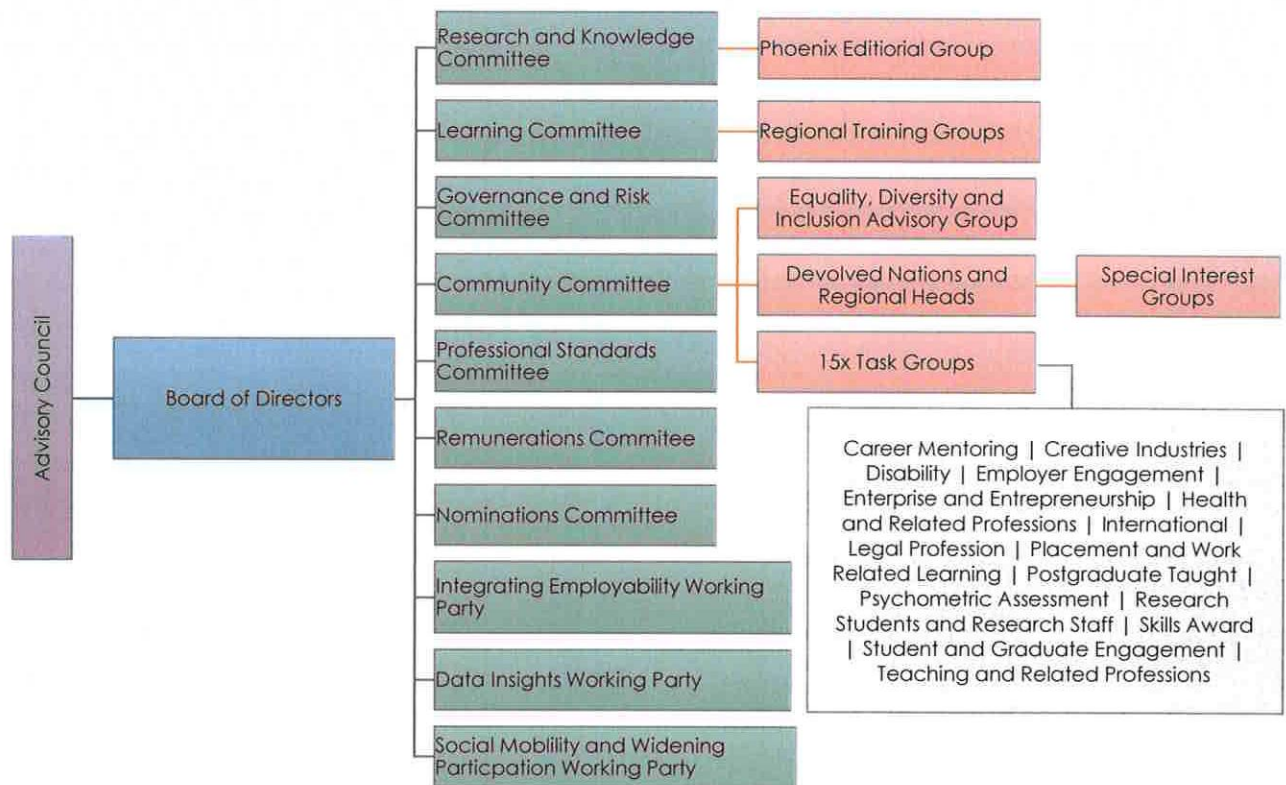 Advisory Council
Board of Directors
Research and Knowledge
Committee
Learning Committee
Governance and Risk
Committee
Community Committee
Professional Standards
Committee
Remunerations Commitee
Nominations Committee
Integrating Employability Working
Party
Data Insights Working Party
Social Moblility and Widening
Particpation Working Party
Phoenix Editiorial Group
Regional Training Groups
Equality, Diversity and
Inclusion Advisory Group
Devolved Nations and
Regional Heads
Special Interest
Groups
15x Task Groups
Career Mentoring | Creative Industries |
Disability | Employer Engagement |
Enterprise and Entrepreneurship | Health
and Related Professions | International |
Legal Profession | Placement and Work
Related Learning | Postgraduate Taught |
Psychometric Assessment | Research
Students and Research Staff | Skills Award
| Student and Graduate Engagement |
Teaching and Related Professions